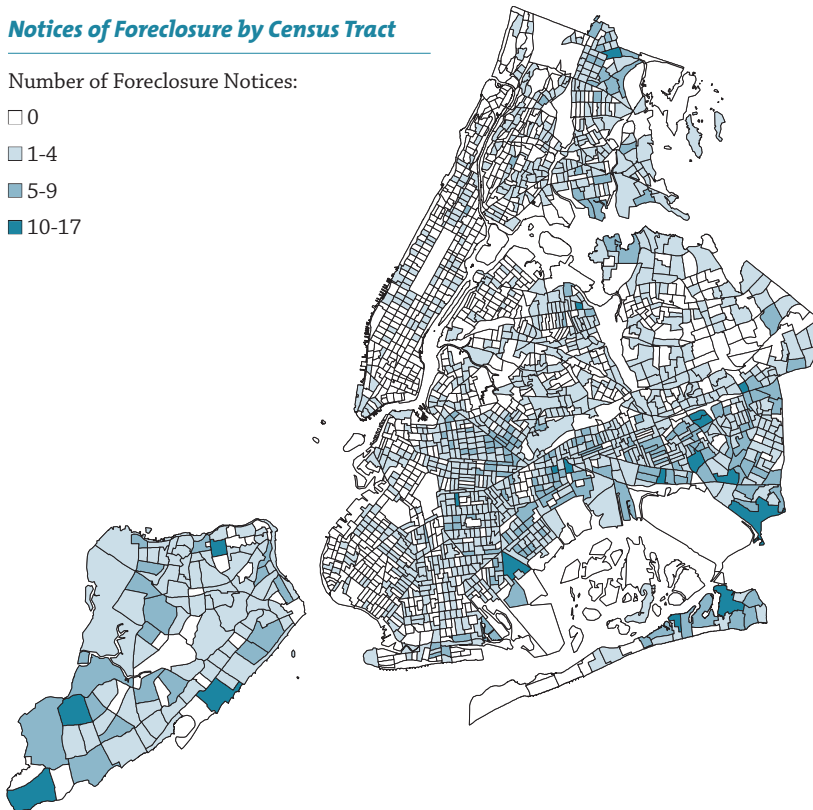 Notices of Foreclosure by Census Tract
Number of Foreclosure Notices:
0
1-4
5-9
10-17